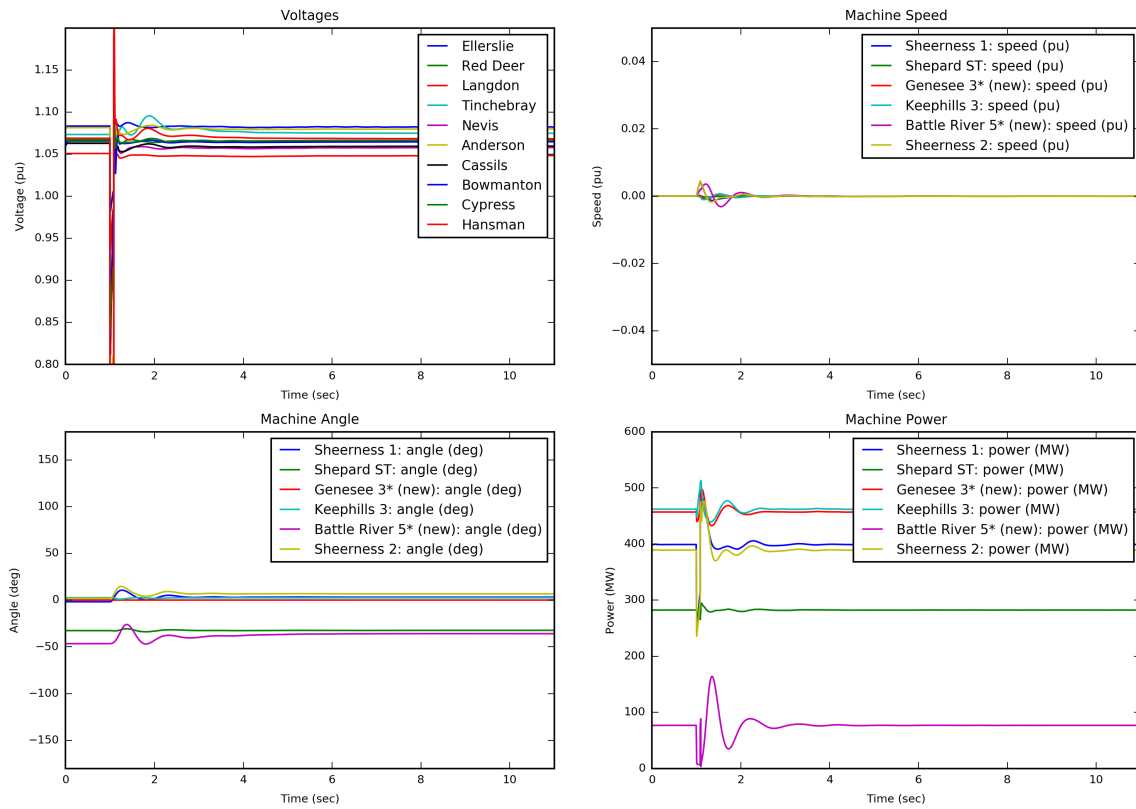 Voltages
1.15
1.10
1.05
1.00
0.95
0.90
0.85
0.80
Voltage (pu)
Ellerslie
Red Deer
Langdon
Tinchebray
Nevis
Anderson
Cassils
Bowmanton
Cypress
Hansman
0 2 4 6 8 10
Time (sec)
Machine Speed
0.04
0.02
0.00
−0.02
−0.04
Speed (pu)
Sheerness 1: speed (pu)
Shepard ST: speed (pu)
Genesee 3* (new): speed (pu)
Keephills 3: speed (pu)
Battle River 5* (new): speed (pu)
Sheerness 2: speed (pu)
0 2 4 6 8 10
Time (sec)
Machine Angle
150
100
50
0
−50
−100
−150
Angle (deg)
Sheerness 1: angle (deg)
Shepard ST: angle (deg)
Genesee 3* (new): angle (deg)
Keephills 3: angle (deg)
Battle River 5* (new): angle (deg)
Sheerness 2: angle (deg)
0 2 4 6 8 10
Time (sec)
Machine Power
600
500
400
300
200
100
0
Power (MW)
Sheerness 1: power (MW)
Shepard ST: power (MW)
Genesee 3* (new): power (MW)
Keephills 3: power (MW)
Battle River 5* (new): power (MW)
Sheerness 2: power (MW)
0 2 4 6 8 10
Time (sec)